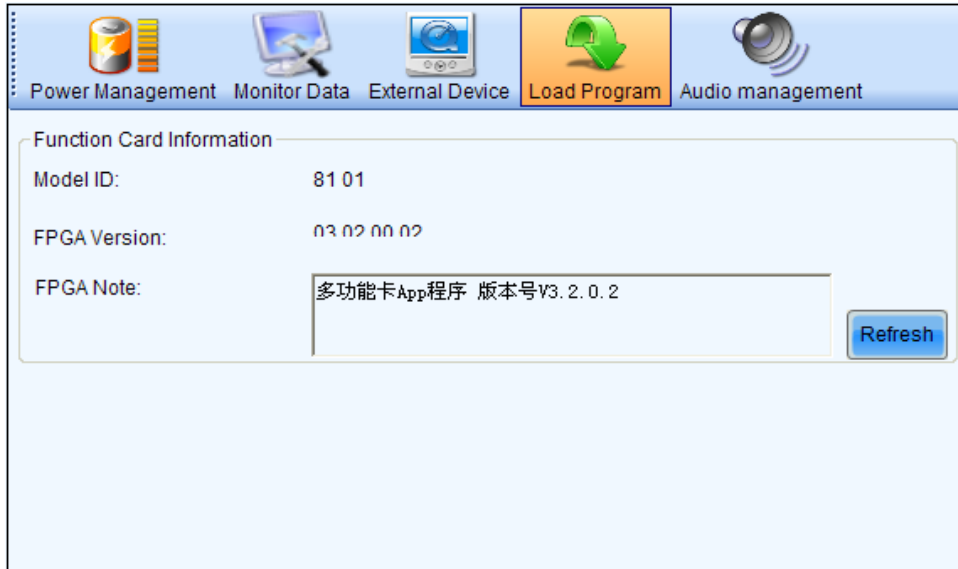 Power Management Monitor Data External Device Load Program Audio management
Function Card Information
Model ID: 81 01
FPGA Version: 03 02 00 02
FPGA Note: 多功能卡App程序 版本号V3.2.0.2
Refresh